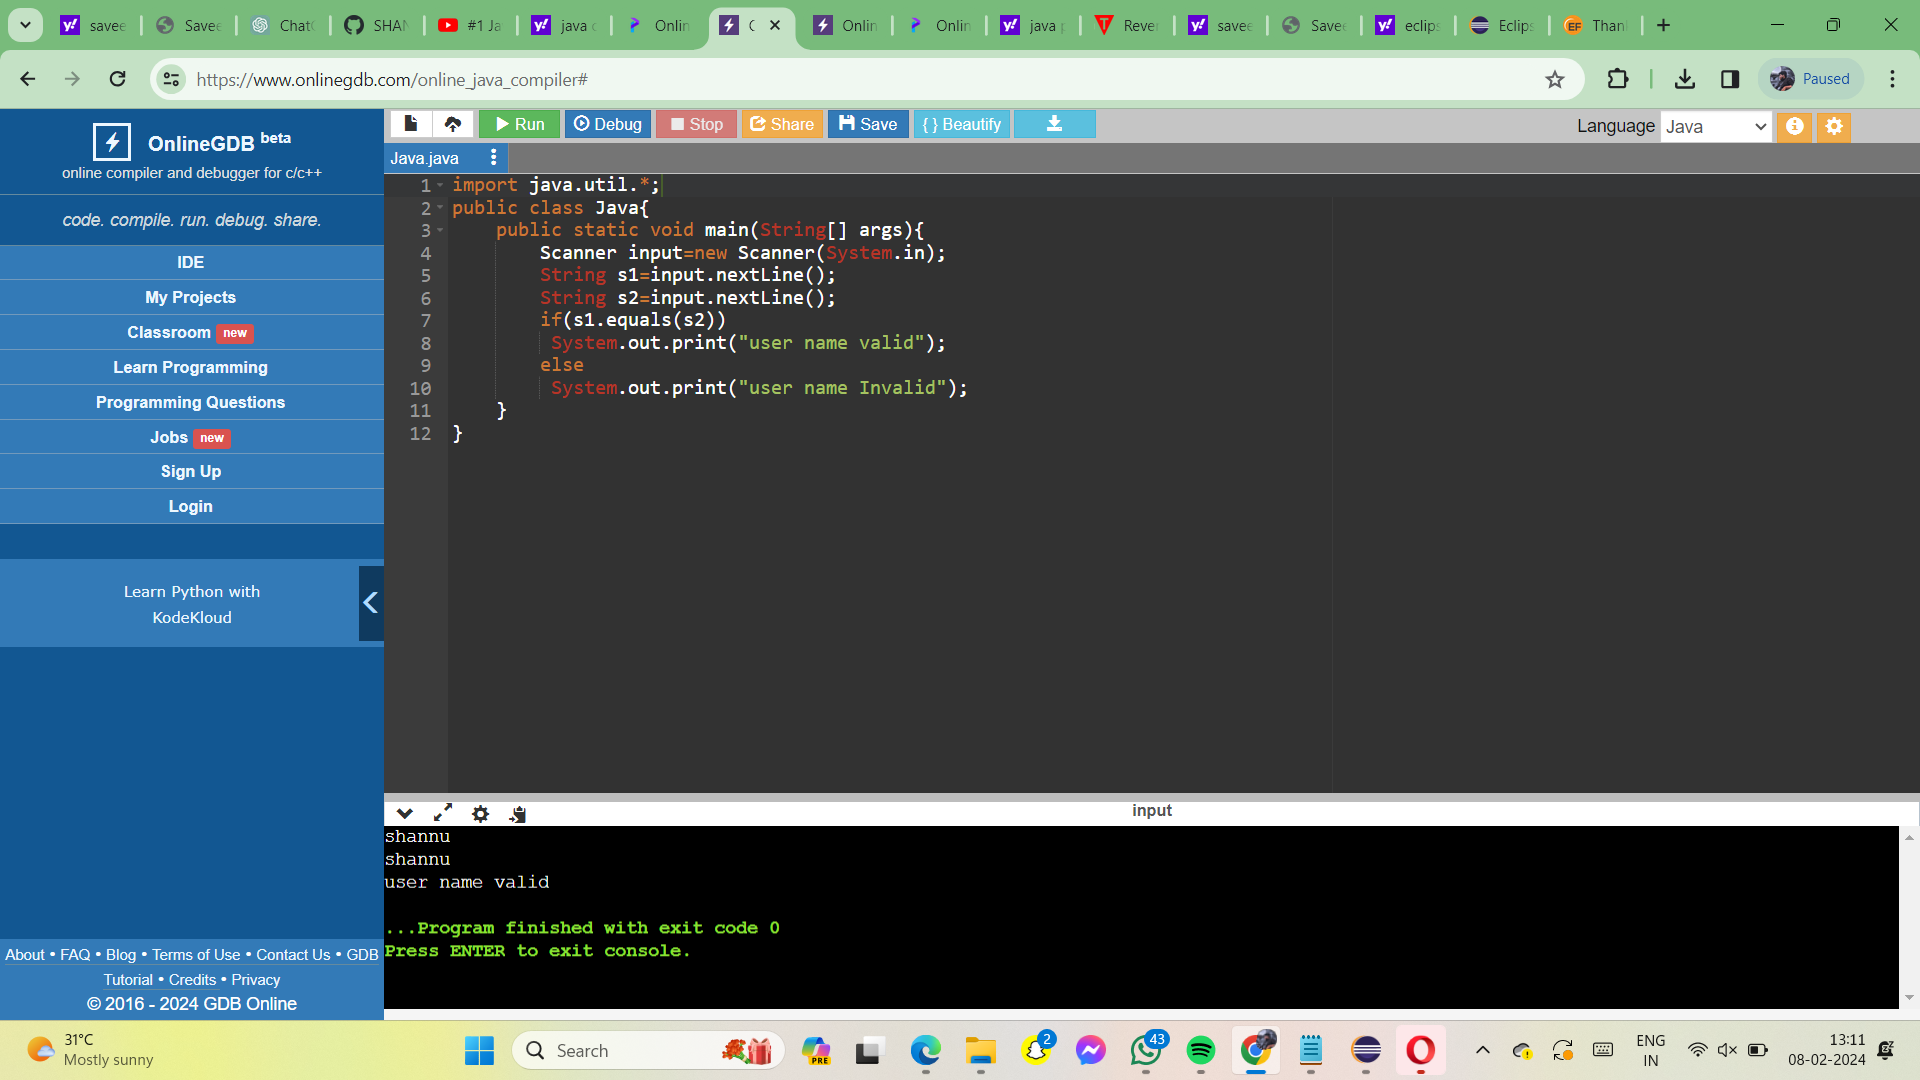 savee
Savee
Chat
SHAN
#1 Ja
java
Onlin
Onlin
Onlin
java p
Rever
savee
Savee
eclips
Eclips
Than
https://www.onlinegdb.com/online_java_compiler#
Paused
OnlineGDB beta
online compiler and debugger for c/c++
code. compile. run. debug. share.
IDE
My Projects
Classroom new
Learn Programming
Programming Questions
Jobs new
Sign Up
Login
Learn Python with
KodeKloud
About • FAQ • Blog • Terms of Use • Contact Us • GDB
Tutorial • Credits • Privacy
© 2016 - 2024 GDB Online
Run Debug Stop Share Save { } Beautify
Language Java
Java.java
1 import java.util.*;
2 public class Java{
3 public static void main(String[] args){
4 Scanner input=new Scanner(System.in);
5 String s1=input.nextLine();
6 String s2=input.nextLine();
7 if(s1.equals(s2))
8 System.out.print("user name valid");
9 else
10 System.out.print("user name Invalid");
11 }
12 }
input
shannu
shannu
user name valid
...Program finished with exit code 0
Press ENTER to exit console.
31°C
Mostly sunny
Search
PRE
2
43
ENG
IN
13:11
08-02-2024